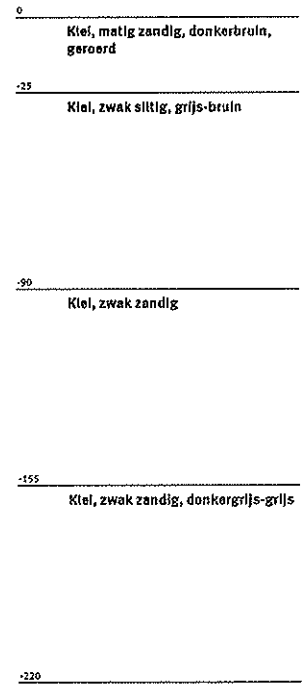 0
Klei, matig zandig, donkerbruin,
geroerd
-25
Klei, zwak siltig, grijs-bruin
-90
Klei, zwak zandig
-155
Klei, zwak zandig, donkergrijs-grijs
-220